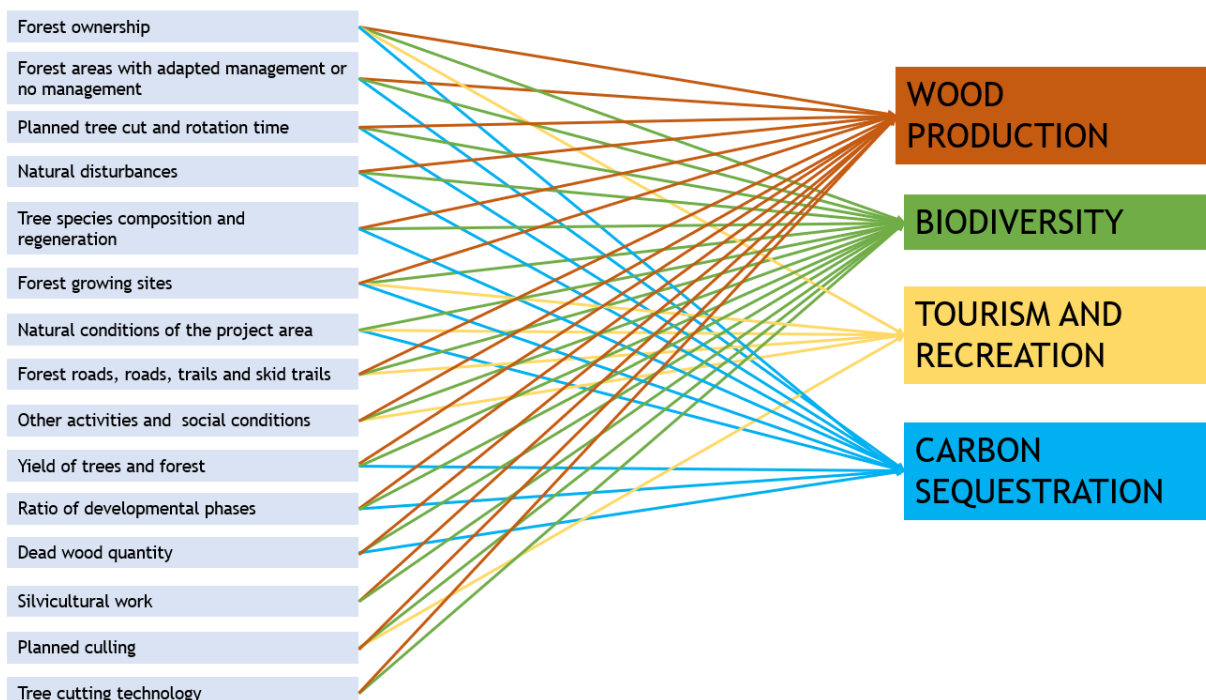 Forest ownership
Forest areas with adapted management or
no management
Planned tree cut and rotation time
Natural disturbances
Tree species composition and
regeneration
Forest growing sites
Natural conditions of the project area
Forest roads, roads, trails and skid trails
Other activities and  social conditions
Yield of trees and forest
Ratio of developmental phases
Dead wood quantity
Silvicultural work
Planned culling
Tree cutting technology
WOOD
PRODUCTION
BIODIVERSITY
TOURISM AND
RECREATION
CARBON
SEQUESTRATION